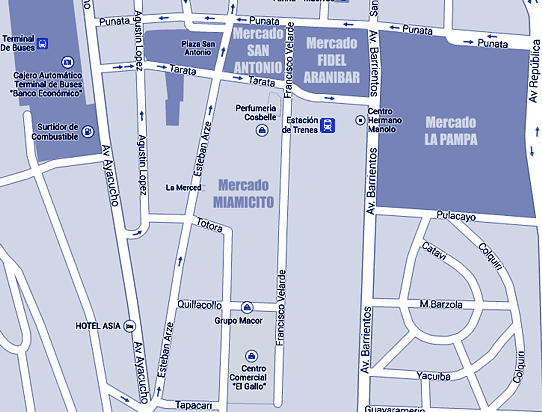 Punata
Punata
Punata
Punata
Terminal
De Buses
Cajero Automático
Terminal de Buses
"Banco Económico"
Surtidor de
Combustible
Agustin Lopez
Agustin Lopez
Plaza San
Antonio
Mercado
SAN
ANTONIO
Francisco Velarde
Mercado
FIDEL
ARANIBAR
Av Barrientos
Av República
Tarata
Tarata
Perfumería
Cosbelle
Estación
de Trenes
Centro
Hermano
Manolo
Mercado
LA PAMPA
Av Ayacucho
Esteban Arze
La Merced
Mercado
MIAMICITO
Av. Barrientos
Totora
Pulacayo
Catavi
Colquiri
Quillacollo
Grupo Macor
Francisco Velarde
M.Barzola
HOTEL ASIA
Esteban Arze
Av Ayacucho
Av. Barrientos
Centro
Comercial
"El Gallo"
Yacuiba
Colquiri
Tapacari
Guayaramerin